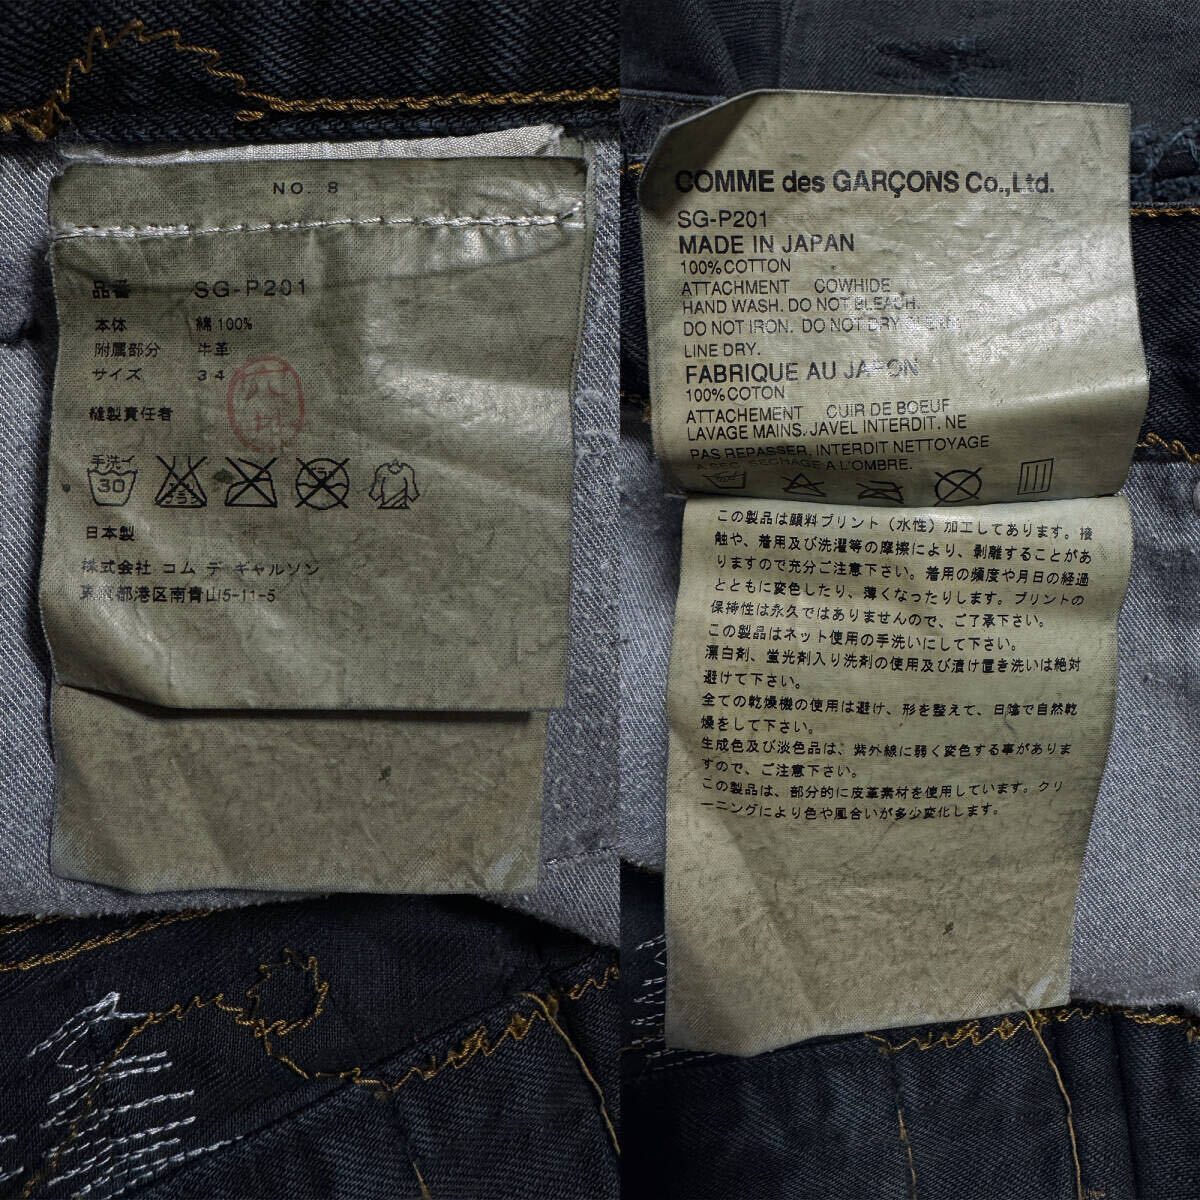 NO. 8
品番 SG-P201
本体 綿100%
附属部分 牛革
サイズ 34
縫製責任者
手洗イ
30
日本製
株式会社 コム デ ギャルソン
東京都港区南青山5-11-5
COMME des GARÇONS Co.,Ltd.
SG-P201
MADE IN JAPAN
100%COTTON
ATTACHMENT COWHIDE
HAND WASH. DO NOT BLEACH.
DO NOT IRON. DO NOT DRY CLEAN.
LINE DRY.
FABRIQUE AU JAPON
100%COTON
ATTACHEMENT CUIR DE BOEUF
LAVAGE MAINS. JAVEL INTERDIT. NE
PAS REPASSER, INTERDIT NETTOYAGE
A SEC, SECHAGE A L'OMBRE.
この製品は顔料プリント（水性）加工してあります。接
触や、着用及び洗濯等の摩擦により、剥離することがあ
りますので充分ご注意下さい。着用の頻度や月日の経過
とともに変色したり、薄くなったりします。プリントの
保持性は永久ではありませんので、ご了承下さい。
この製品はネット使用の手洗いにして下さい。
漂白剤、蛍光剤入り洗剤の使用及び漬け置き洗いは絶対
避けて下さい。
全ての乾燥機の使用は避け、形を整えて、日陰で自然乾
燥をして下さい。
生成色及び淡色品は、紫外線に弱く変色する事がありま
すので、ご注意下さい。
この製品は、部分的に皮革素材を使用しています。クリ
ーニングにより色や風合いが多少変化します。